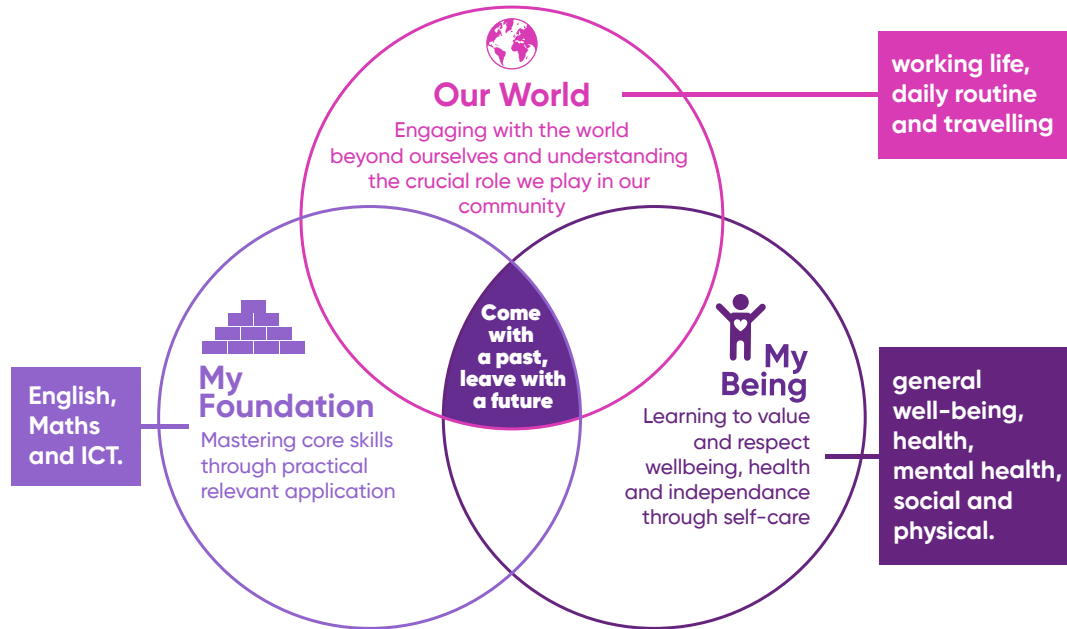 Our World
Engaging with the world
beyond ourselves and understanding
the crucial role we play in our
community
working life,
daily routine
and travelling
My
Foundation
Mastering core skills
through practical
relevant application
English,
Maths
and ICT.
Come
with
a past,
leave with
a future
My
Being
Learning to value
and respect
wellbeing, health
and independance
through self-care
general
well-being,
health,
mental health,
social and
physical.